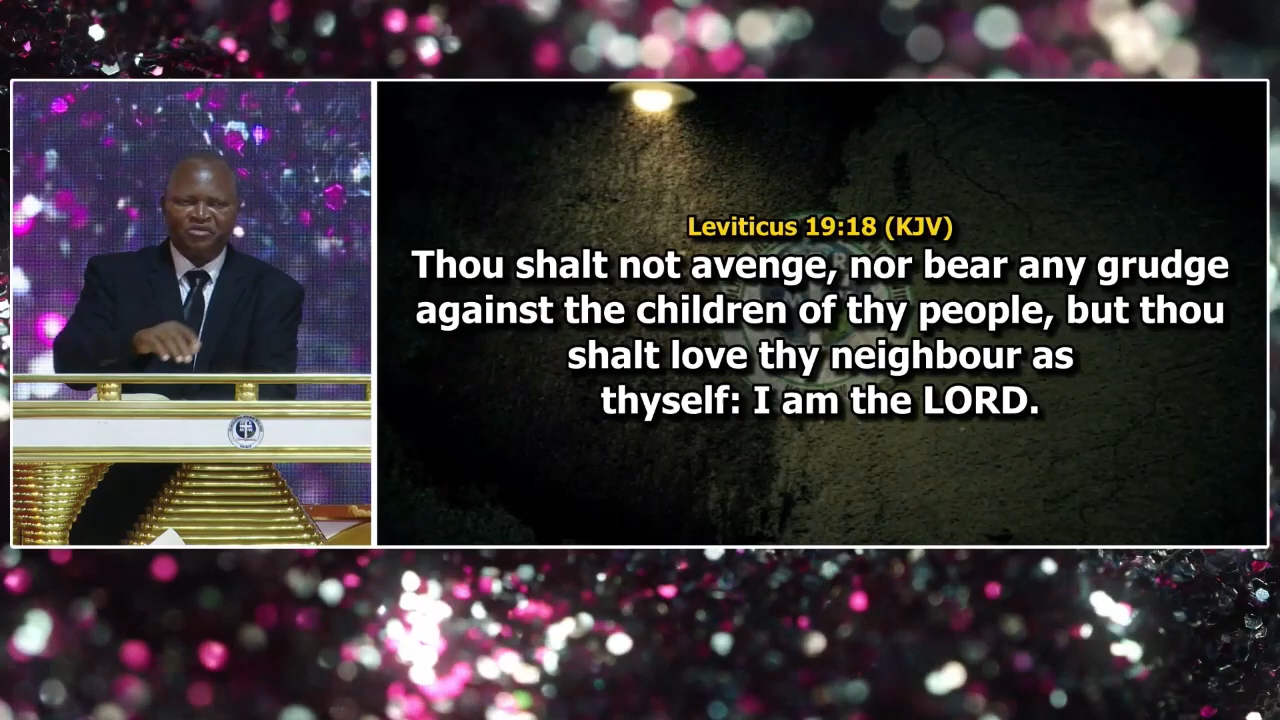 Leviticus 19:18 (KJV)
Thou shalt not avenge, nor bear any grudge
against the children of thy people, but thou
shalt love thy neighbour as
thyself: I am the LORD.